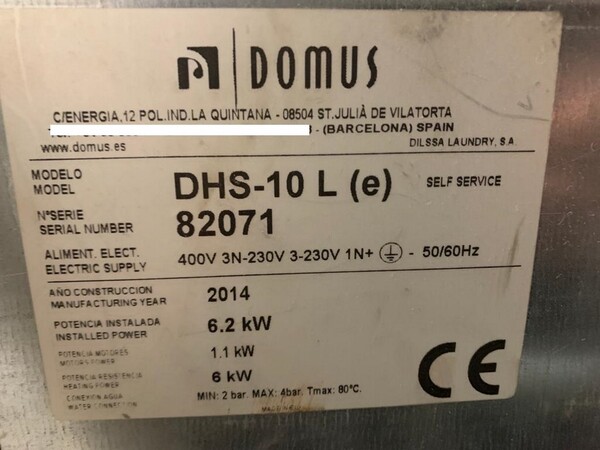 DOMUS
C/ENERGIA,12 POL.IND.LA QUINTANA - 08504 ST.JULIÀ DE VILATORTA
- (BARCELONA) SPAIN
www.domus.es DILSSA LAUNDRY, S.A.
MODELO
MODEL
DHS-10 L (e) SELF SERVICE
NºSERIE
SERIAL NUMBER
82071
ALIMENT. ELECT.
ELECTRIC SUPPLY
400V 3N-230V 3-230V 1N+ - 50/60Hz
AÑO CONSTRUCCION
MANUFACTURING YEAR
2014
POTENCIA INSTALADA
INSTALLED POWER
6.2 kW
POTENCIA MOTORES
MOTORS POWER
1.1 kW
POTENCIA RESISTENCIA
HEATING POWER
6 kW
CONEXION AGUA
WATER CONNECTION
MIN: 2 bar. MAX: 4bar. Tmax: 80ºC.
CE